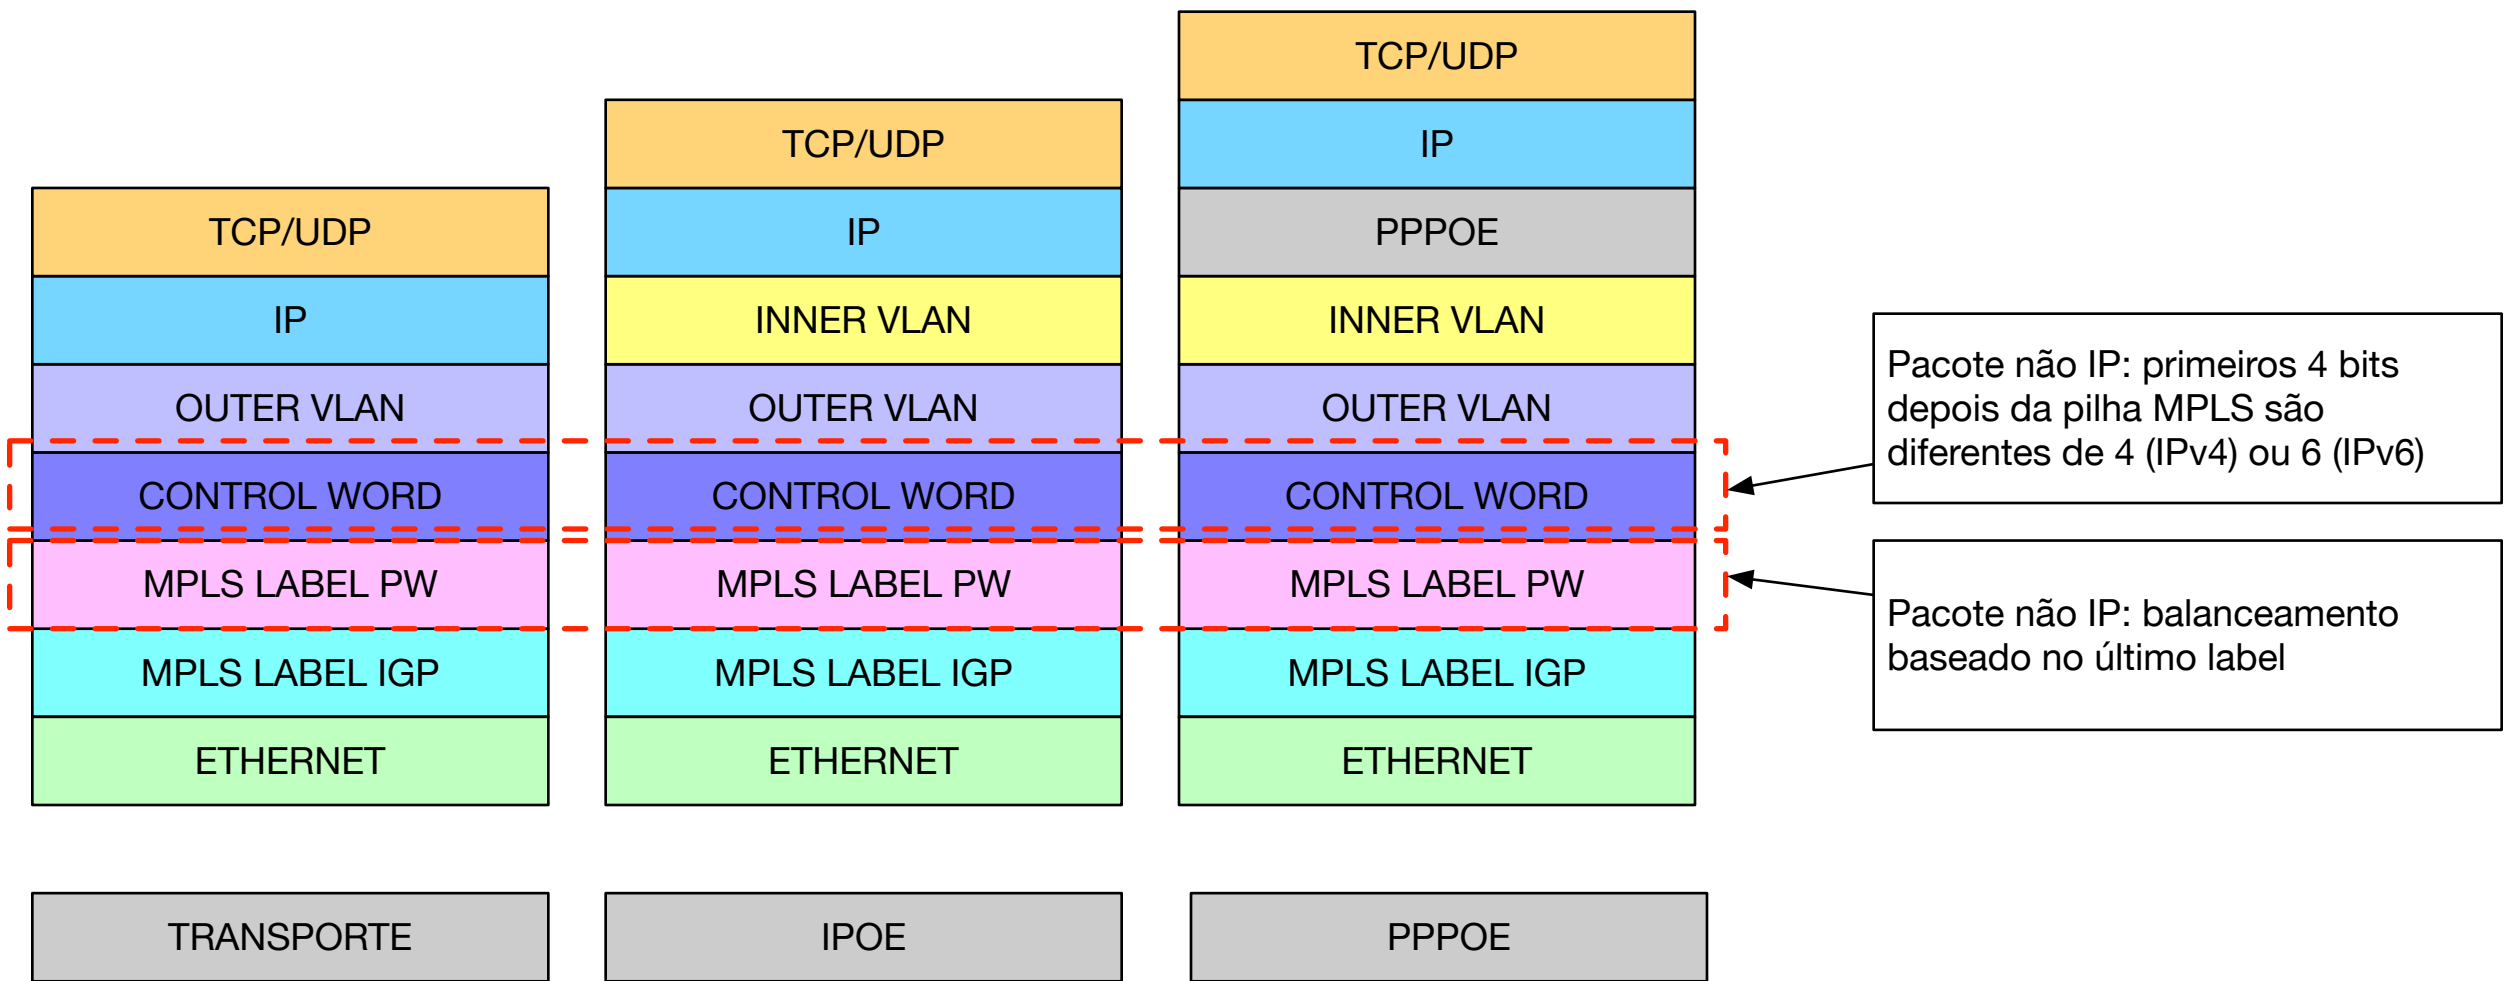 TCP/UDP
IP
OUTER VLAN
CONTROL WORD
MPLS LABEL PW
MPLS LABEL IGP
ETHERNET
TRANSPORTE
TCP/UDP
IP
INNER VLAN
OUTER VLAN
CONTROL WORD
MPLS LABEL PW
MPLS LABEL IGP
ETHERNET
IPOE
TCP/UDP
IP
PPPOE
INNER VLAN
OUTER VLAN
CONTROL WORD
MPLS LABEL PW
MPLS LABEL IGP
ETHERNET
PPPOE
Pacote não IP: primeiros 4 bits
depois da pilha MPLS são
diferentes de 4 (IPv4) ou 6 (IPv6)
Pacote não IP: balanceamento
baseado no último label